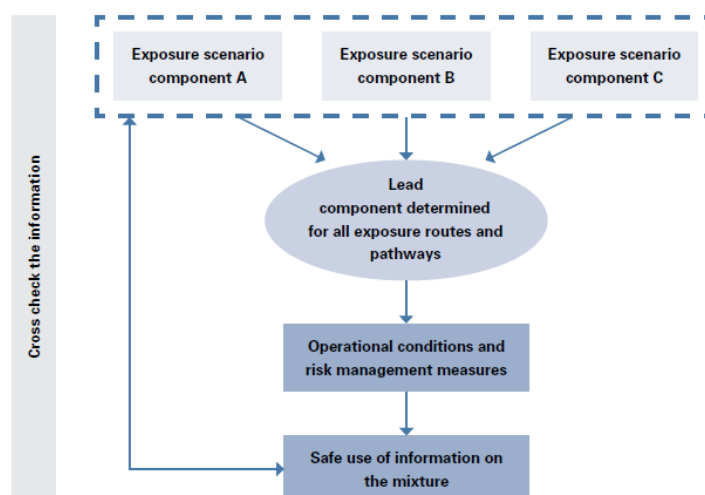 Exposure scenario
component A
Exposure scenario
component B
Exposure scenario
component C
Cross check the information
Lead
component determined
for all exposure routes and
pathways
Operational conditions and
risk management measures
Safe use of information on
the mixture